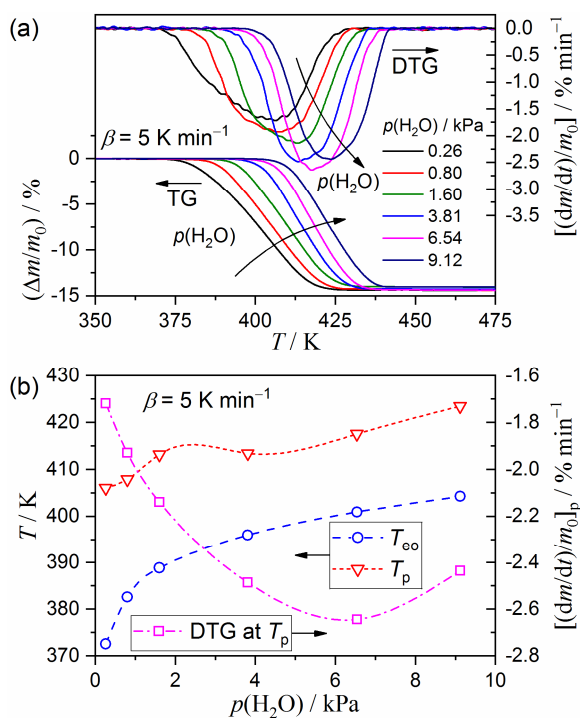 (a)
0.0
-0.5
-1.0
-1.5
-2.0
-2.5
-3.0
-3.5
[(dm/dt)/m0] / % min−1
DTG
β = 5 K min−1
p(H2O) / kPa
0.26
0.80
1.60
3.81
6.54
9.12
p(H2O)
TG
p(H2O)
0
-5
-10
-15
(Δm/m0) / %
350 375 400 425 450 475
T / K
(b)
430
420
410
400
390
380
370
T / K
β = 5 K min−1
-1.6
-1.8
-2.0
-2.2
-2.4
-2.6
-2.8
[(dm/dt)/m0]p / % min−1
Teo
Tp
DTG at Tp
0 2 4 6 8 10
p(H2O) / kPa